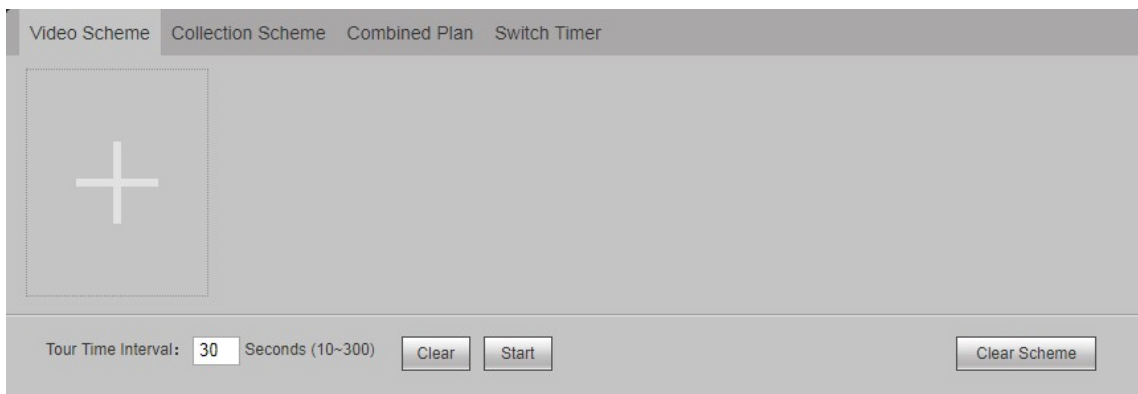 Video Scheme Collection Scheme Combined Plan Switch Timer
Tour Time Interval: 30 Seconds (10~300) Clear Start Clear Scheme